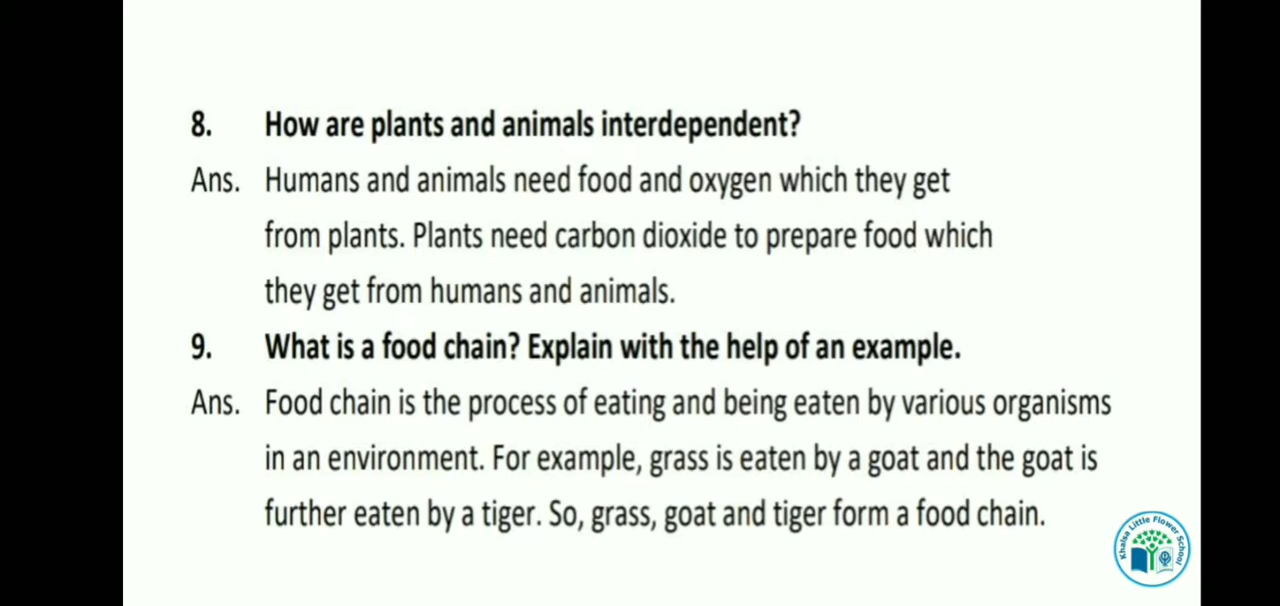 8. How are plants and animals interdependent?
Ans. Humans and animals need food and oxygen which they get
from plants. Plants need carbon dioxide to prepare food which
they get from humans and animals.
9. What is a food chain? Explain with the help of an example.
Ans. Food chain is the process of eating and being eaten by various organisms
in an environment. For example, grass is eaten by a goat and the goat is
further eaten by a tiger. So, grass, goat and tiger form a food chain.
Khalsa Little Flower School